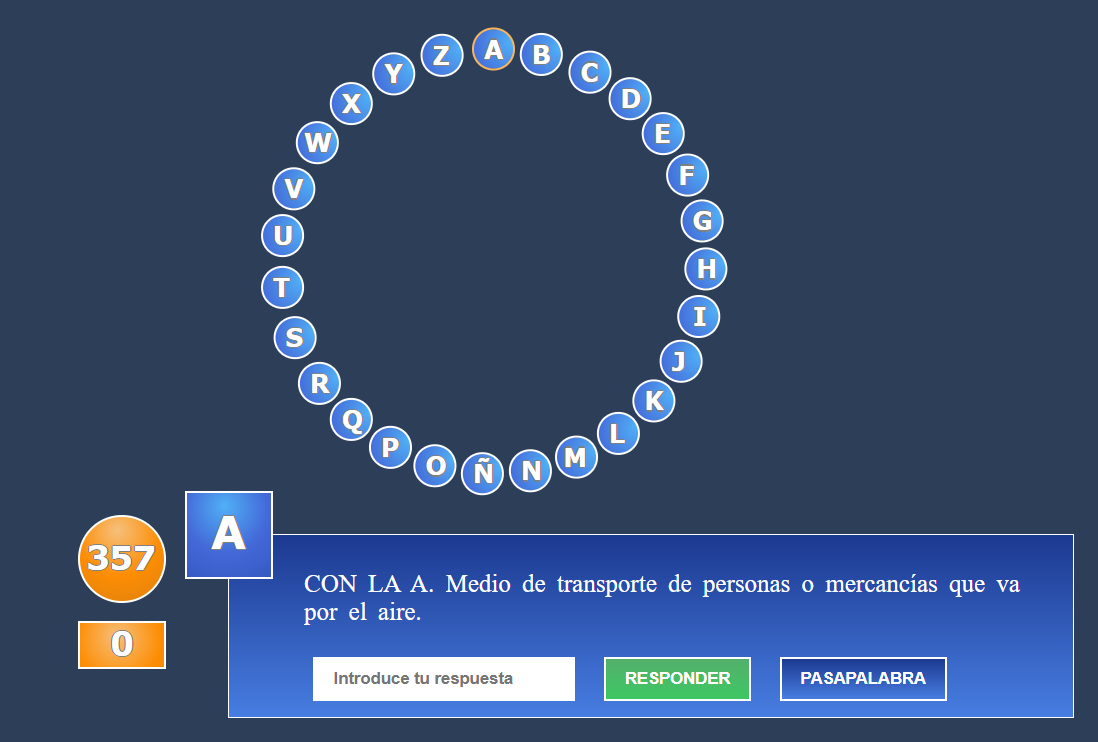 A
B
C
D
E
F
G
H
I
J
K
L
M
N
Ñ
O
P
Q
R
S
T
U
V
W
X
Y
Z
A
357
0
CON LA A. Medio de transporte de personas o mercancías que va
por el aire.
Introduce tu respuesta RESPONDER PASAPALABRA